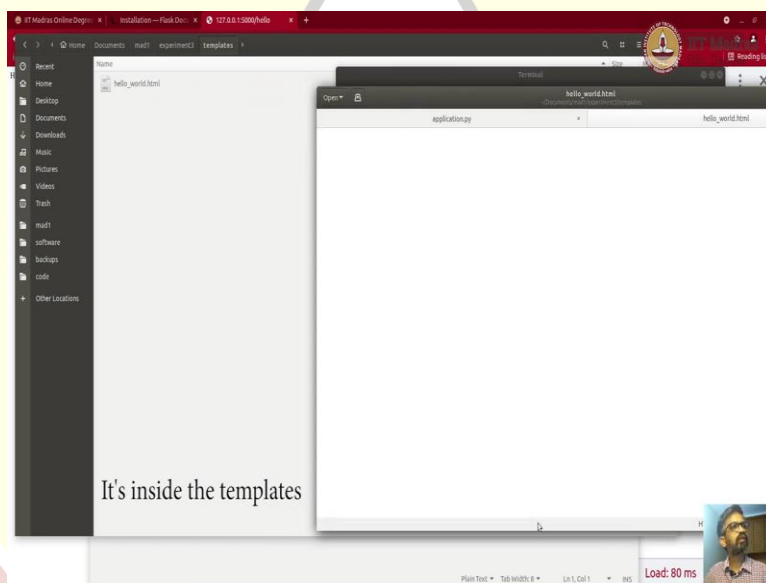 IIT Madras Online Degre
Installation — Flask Docu
127.0.0.1:5000/hello
Home Documents mad1 experiment3 templates
IIT Madras
Reading lis
Recent
Home
Desktop
Documents
Downloads
Music
Pictures
Videos
Trash
mad1
software
backups
code
Other Locations
Name
Size
hello_world.html
Terminal
Open
hello_world.html
application.py
hello_world.html
It's inside the templates
Plain Text Tab Width: 8 Ln 1, Col 1 INS
Load: 80 ms